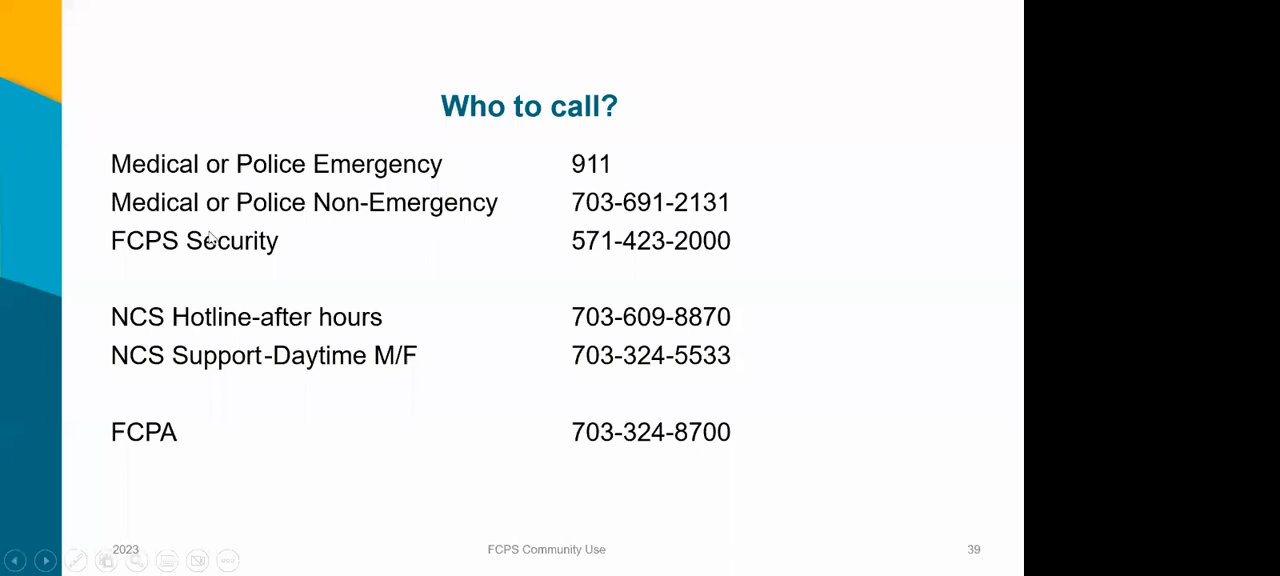 Who to call?
Medical or Police Emergency 911
Medical or Police Non-Emergency 703-691-2131
FCPS Security 571-423-2000
NCS Hotline-after hours 703-609-8870
NCS Support-Daytime M/F 703-324-5533
FCPA 703-324-8700
2023 FCPS Community Use 39